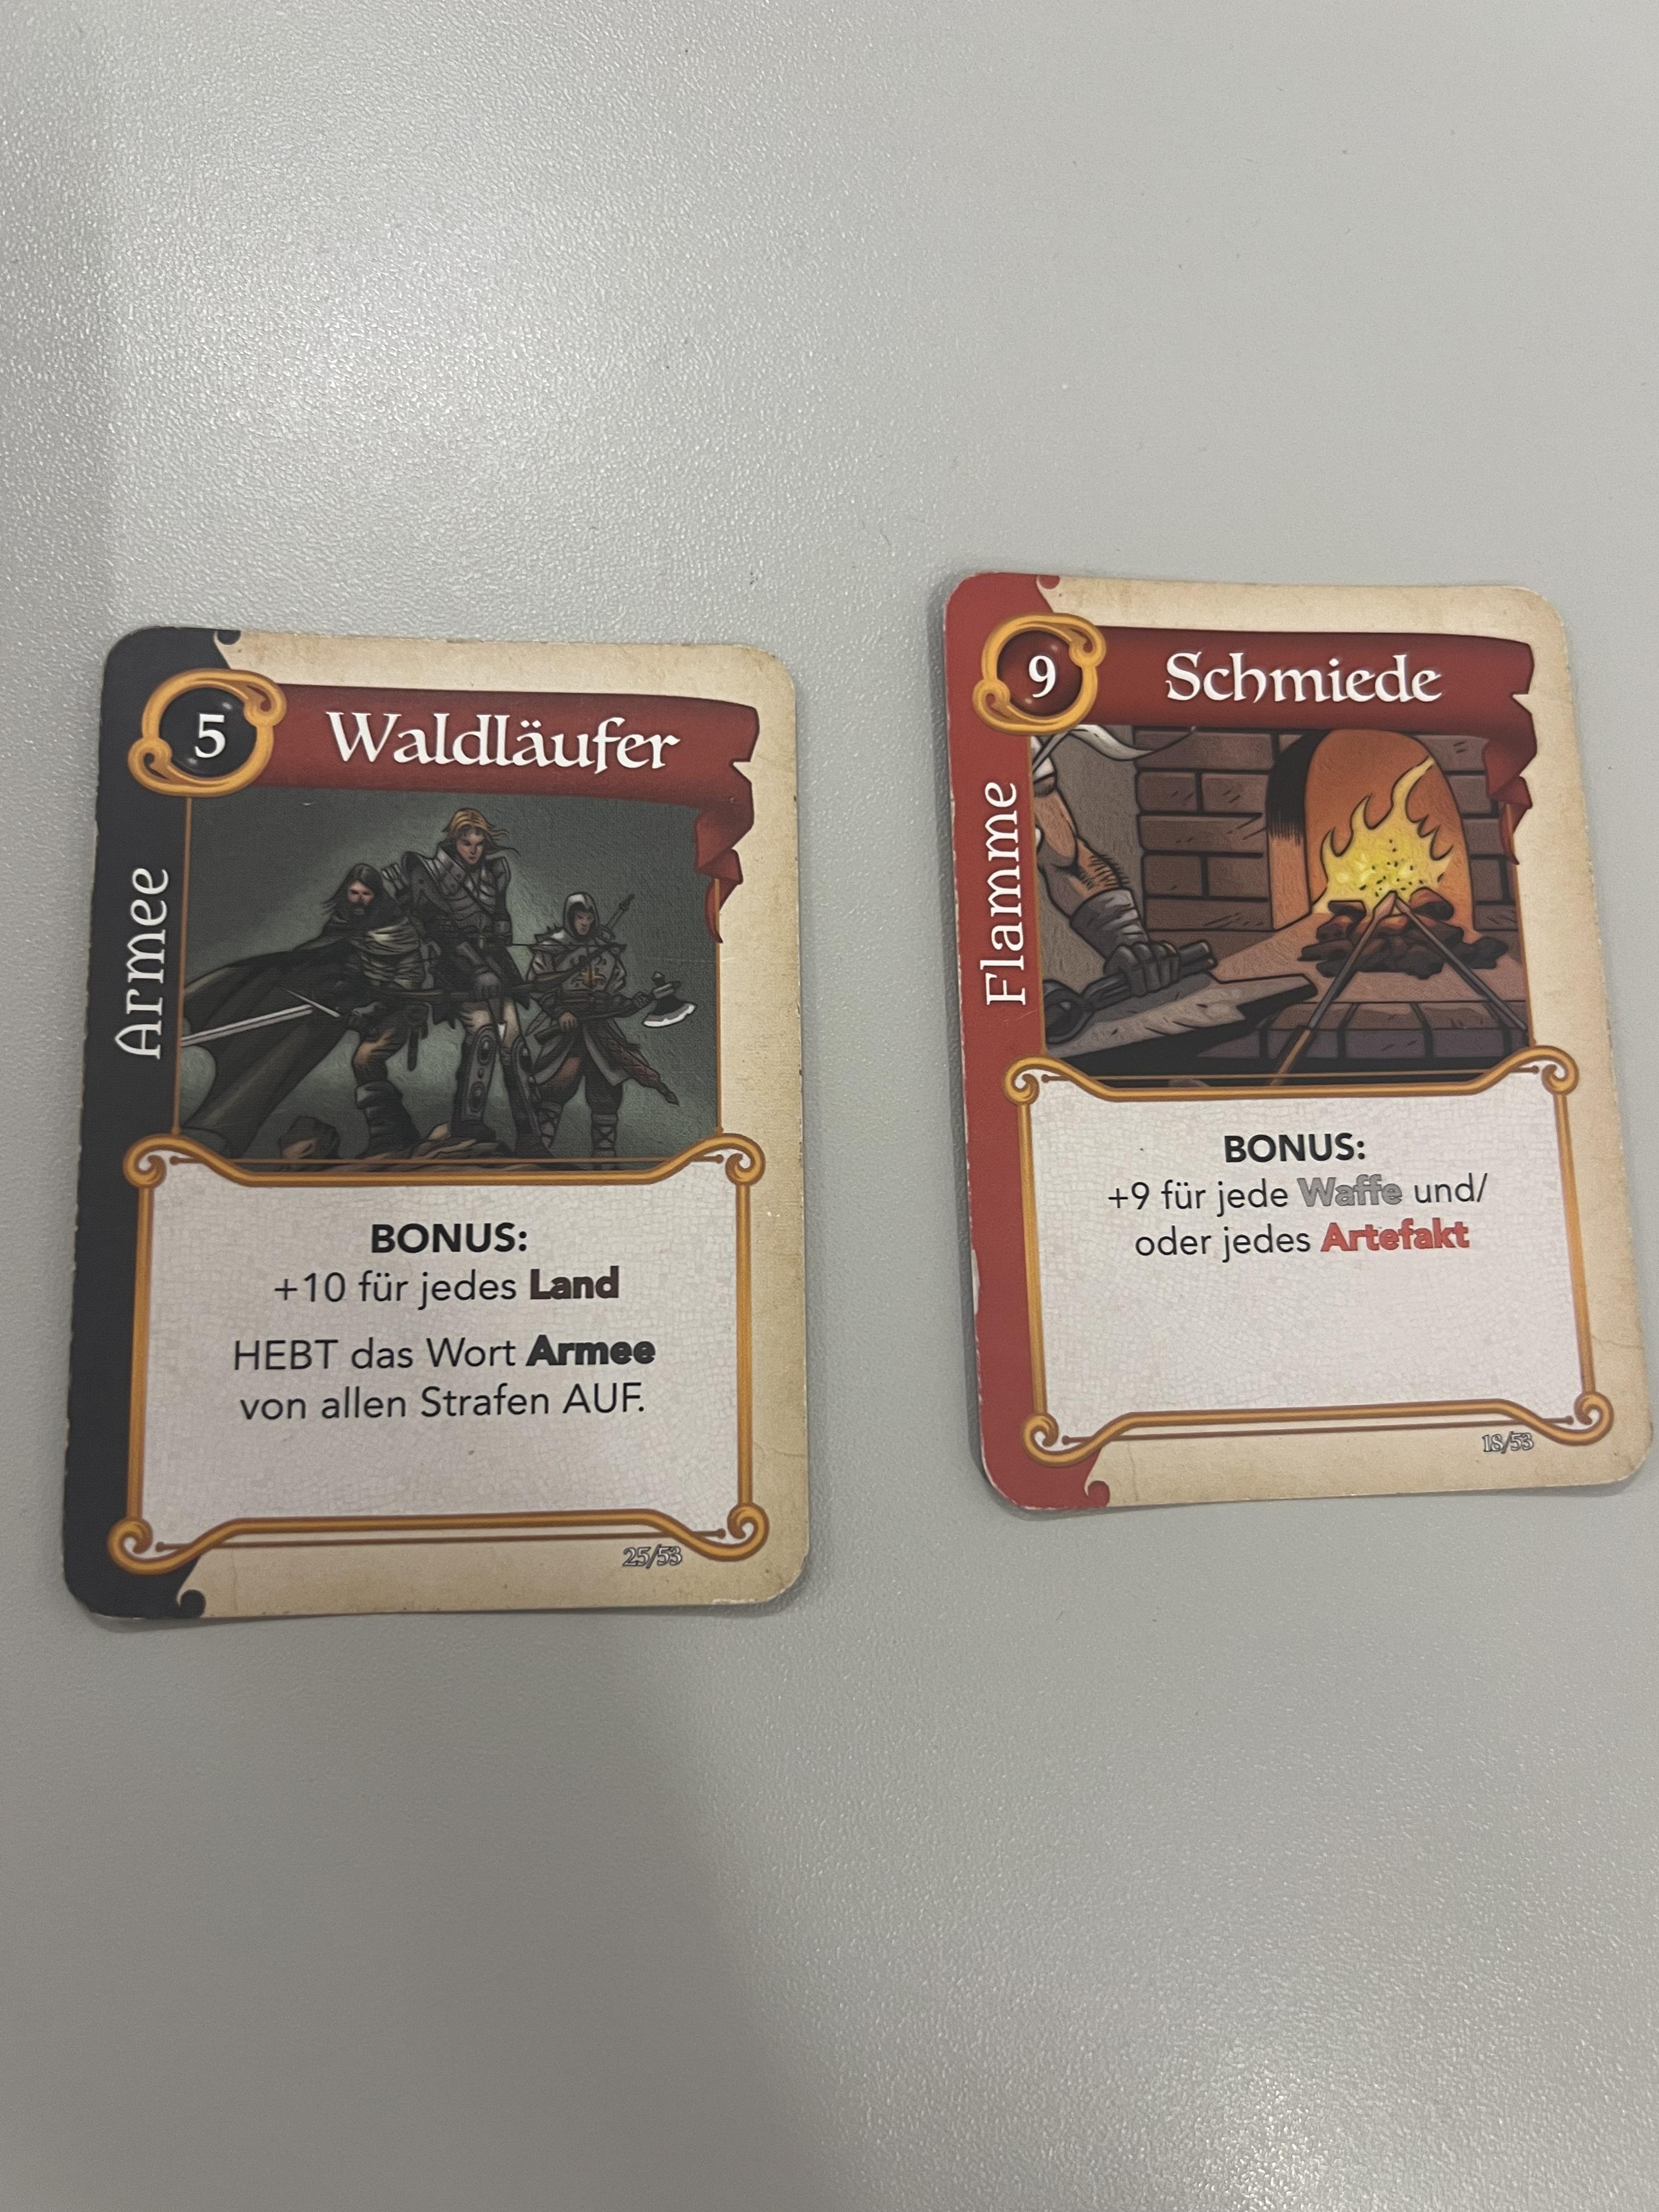 5
Waldläufer
Armee
BONUS:
+10 für jedes Land
HEBT das Wort Armee
von allen Strafen AUF.
25/53
9
Schmiede
Flamme
BONUS:
+9 für jede Waffe und/
oder jedes Artefakt
18/53